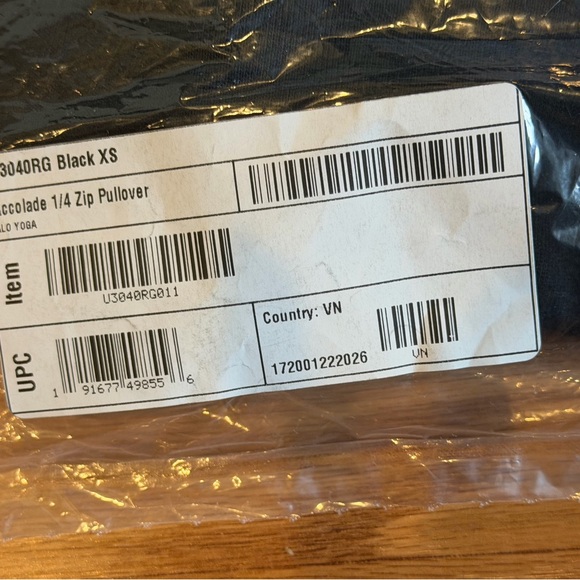 3040RG Black XS
ccolade 1/4 Zip Pullover
ALO YOGA
Item
U3040RG011
UPC
1 91677 49855 6
Country: VN
172001222026
VN